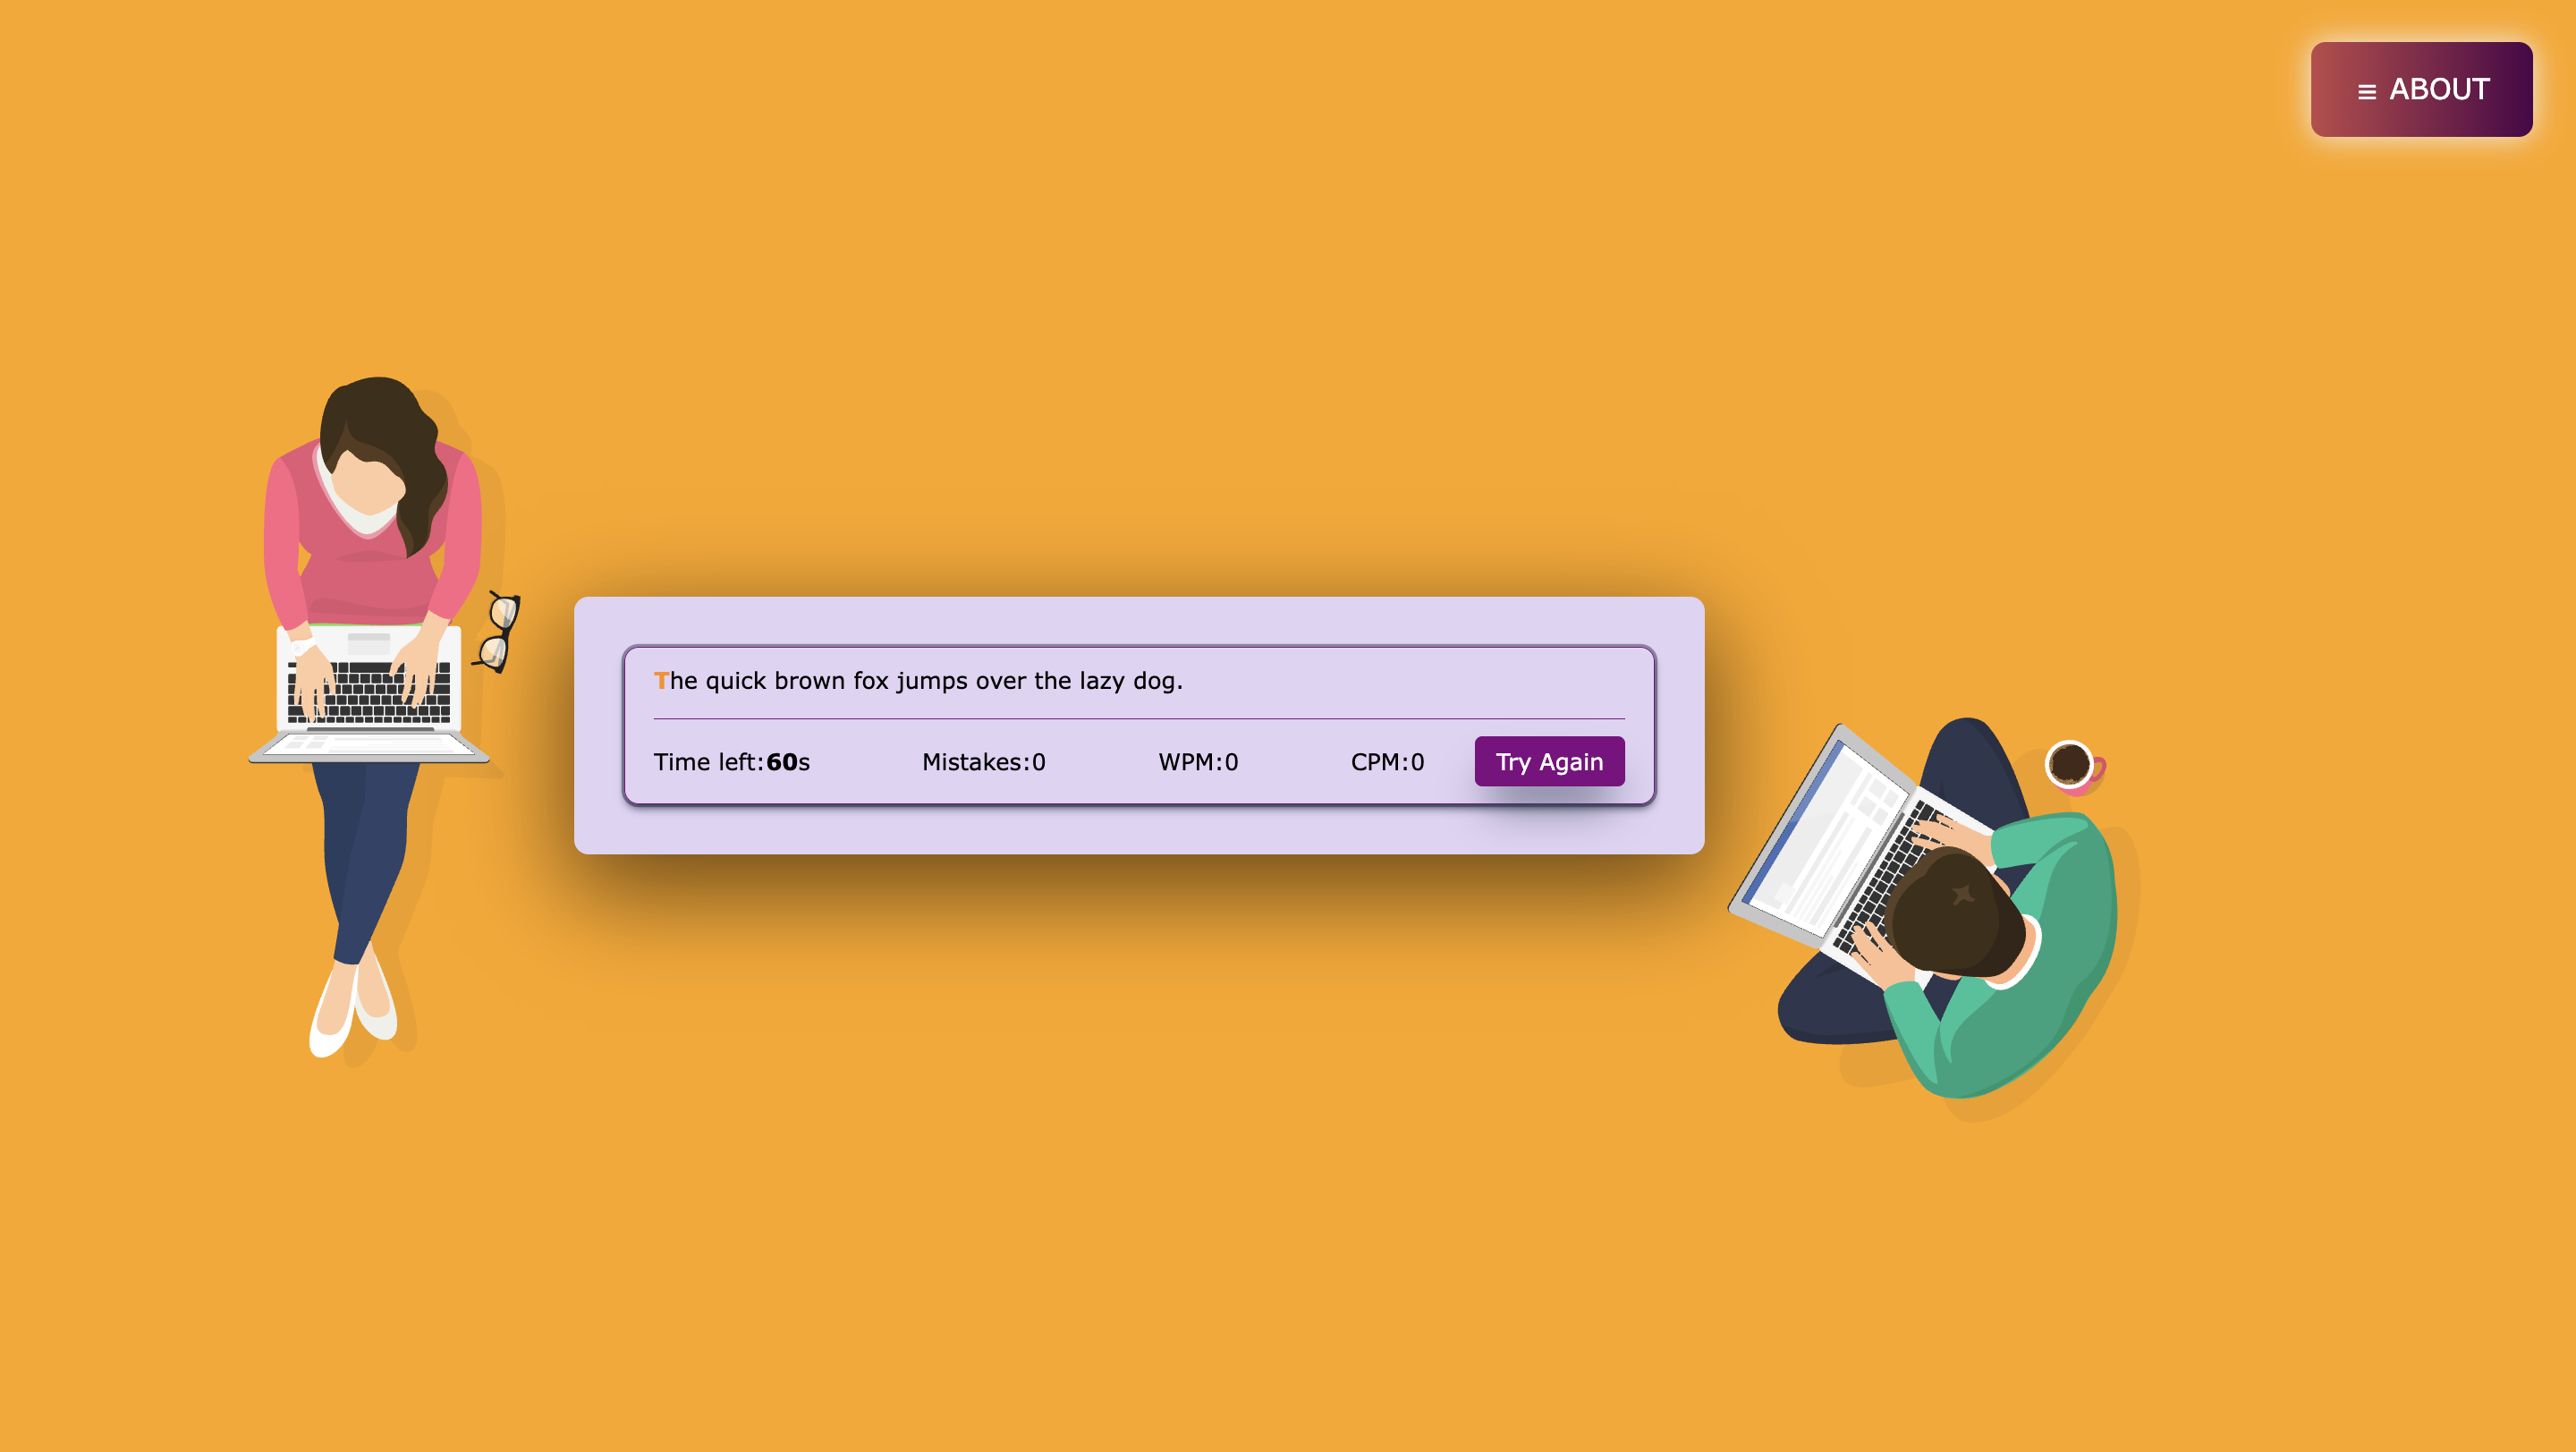 ≡ ABOUT
The quick brown fox jumps over the lazy dog.
Time left:60s Mistakes:0 WPM:0 CPM:0 Try Again